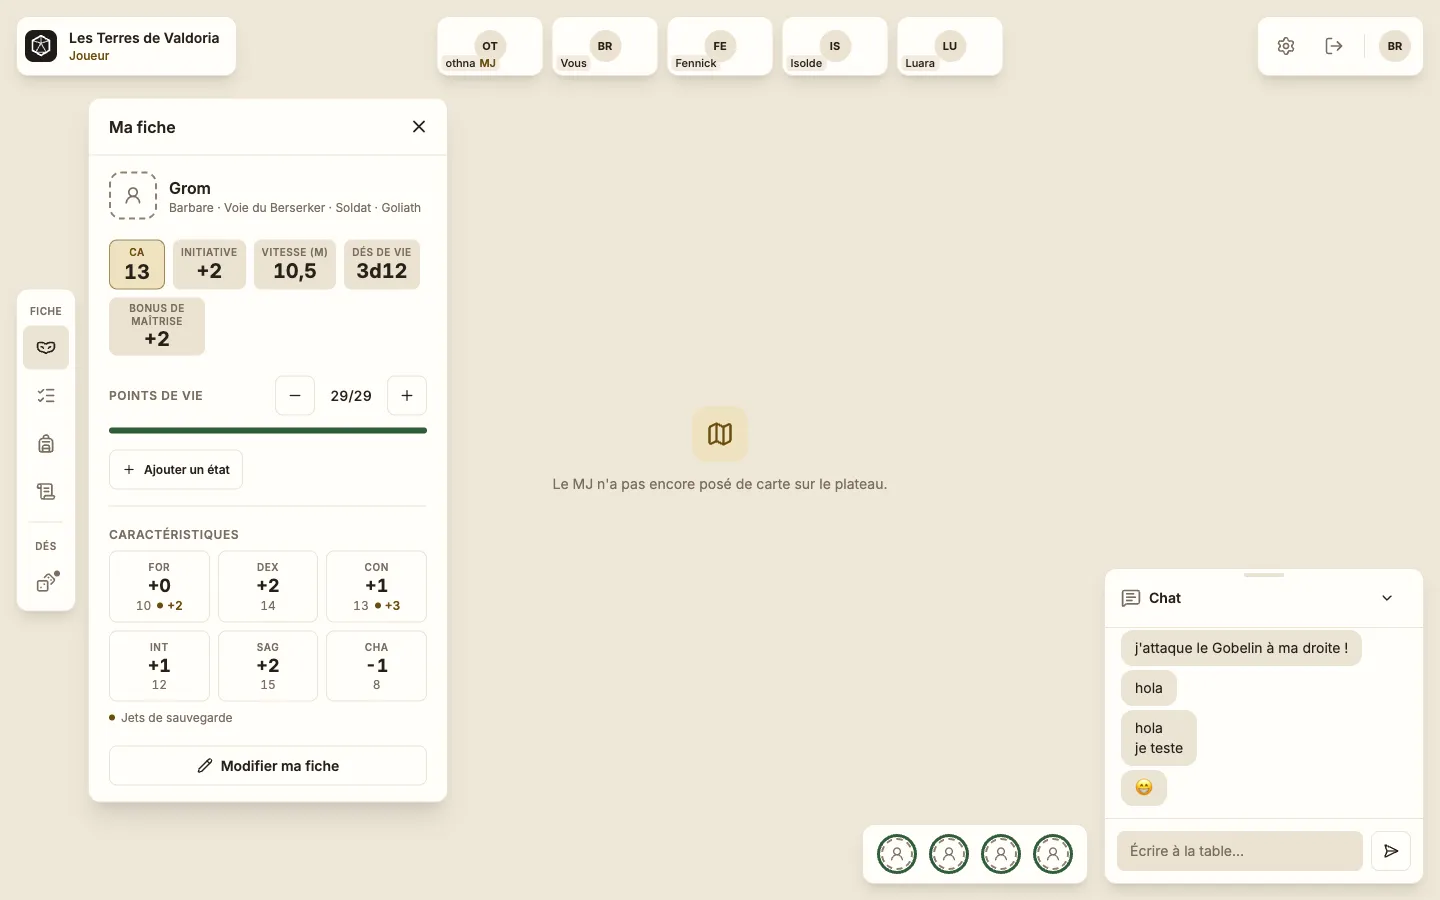 Les Terres de Valdoria
Joueur
OT
othna MJ
BR
Vous
FE
Fennick
IS
Isolde
LU
Luara
BR
Ma fiche
Grom
Barbare · Voie du Berserker · Soldat · Goliath
CA
13
INITIATIVE
+2
VITESSE (M)
10,5
DÉS DE VIE
3d12
BONUS DE
MAÎTRISE
+2
POINTS DE VIE
29/29
Ajouter un état
CARACTÉRISTIQUES
FOR
+0
10 • +2
DEX
+2
14
CON
+1
13 • +3
INT
+1
12
SAG
+2
15
CHA
-1
8
Jets de sauvegarde
Modifier ma fiche
FICHE
DÉS
Le MJ n'a pas encore posé de carte sur le plateau.
Chat
j'attaque le Gobelin à ma droite !
hola
hola
je teste
😁
Écrire à la table...